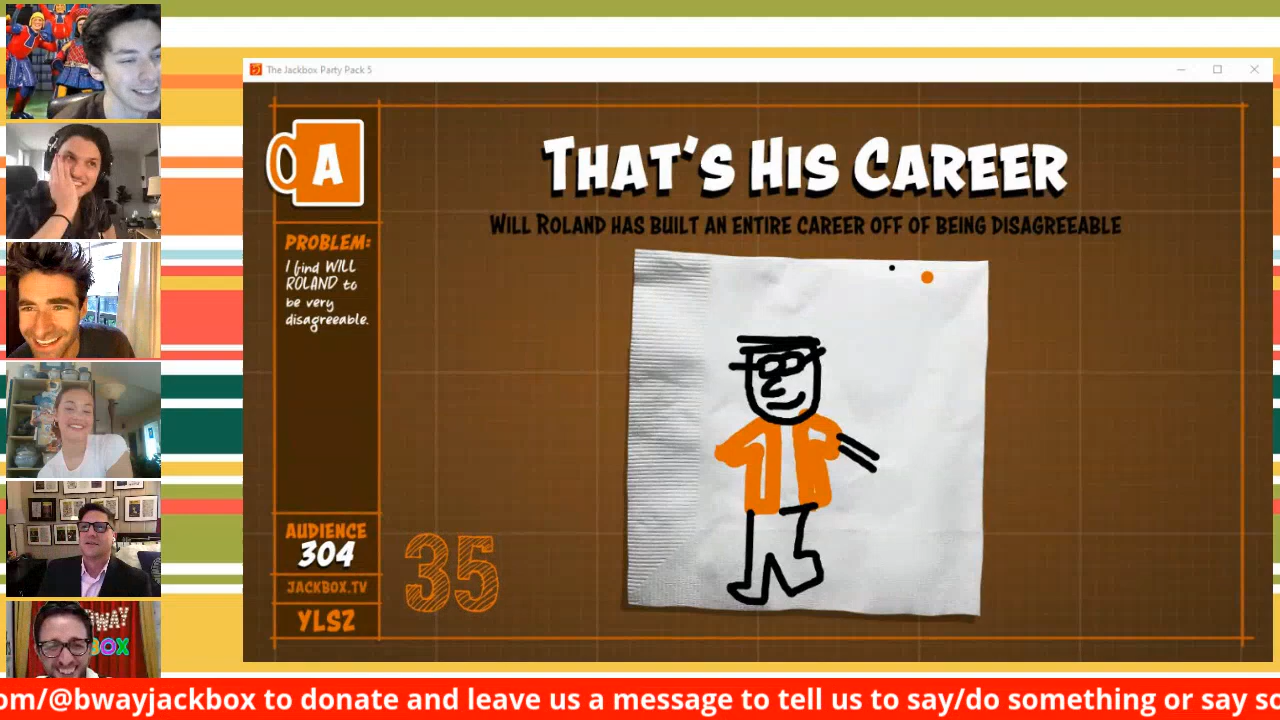 The Jackbox Party Pack 5
A
THAT'S HIS CAREER
WILL ROLAND HAS BUILT AN ENTIRE CAREER OFF OF BEING DISAGREEABLE
PROBLEM:
I find WILL
ROLAND to
be very
disagreeable.
AUDIENCE
304
JACKBOX.TV
YLSZ
35
WAY
OX
om/@bwayjackbox to donate and leave us a message to tell us to say/do something or say so